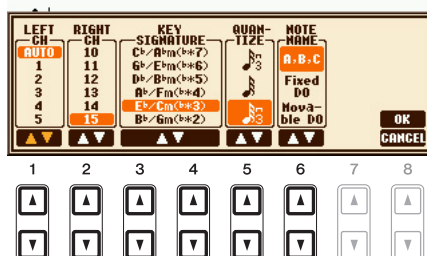 LEFT CH RIGHT CH KEY SIGNATURE QUAN-TIZE NOTE NAME
AUTO 10 C♭/A♭m(♭*7) A,B,C
1 11 G♭/E♭m(♭*6)
2 12 D♭/B♭m(♭*5) Fixed
3 13 A♭/Fm(♭*4) DO
4 14 E♭/Cm(♭*3) Mova-
5 15 B♭/Gm(♭*2) ble DO
OK
CANCEL
1 2 3 4 5 6 7 8